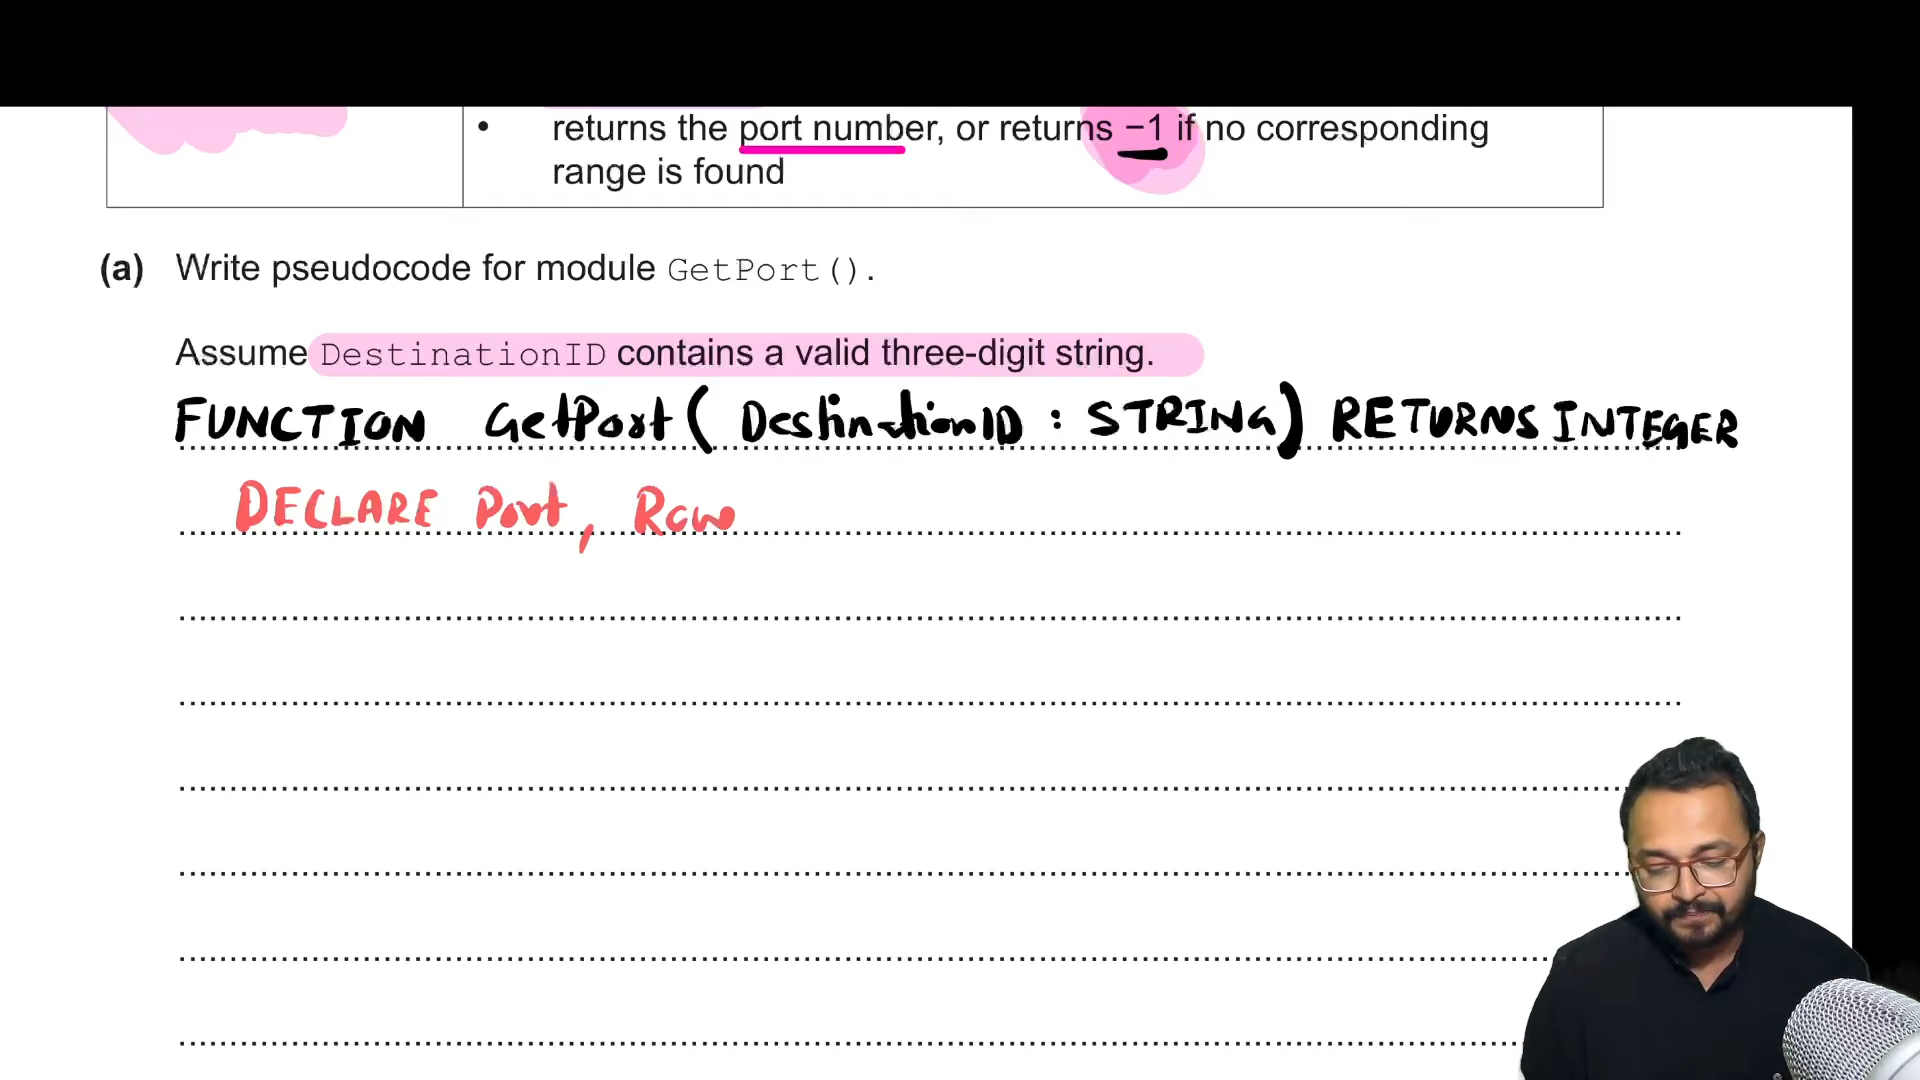 • returns the port number, or returns −1 if no corresponding
range is found
(a) Write pseudocode for module GetPort().
Assume DestinationID contains a valid three-digit string.
FUNCTION GetPort( DestinationID : STRING) RETURNS INTEGER
DECLARE Port, Row